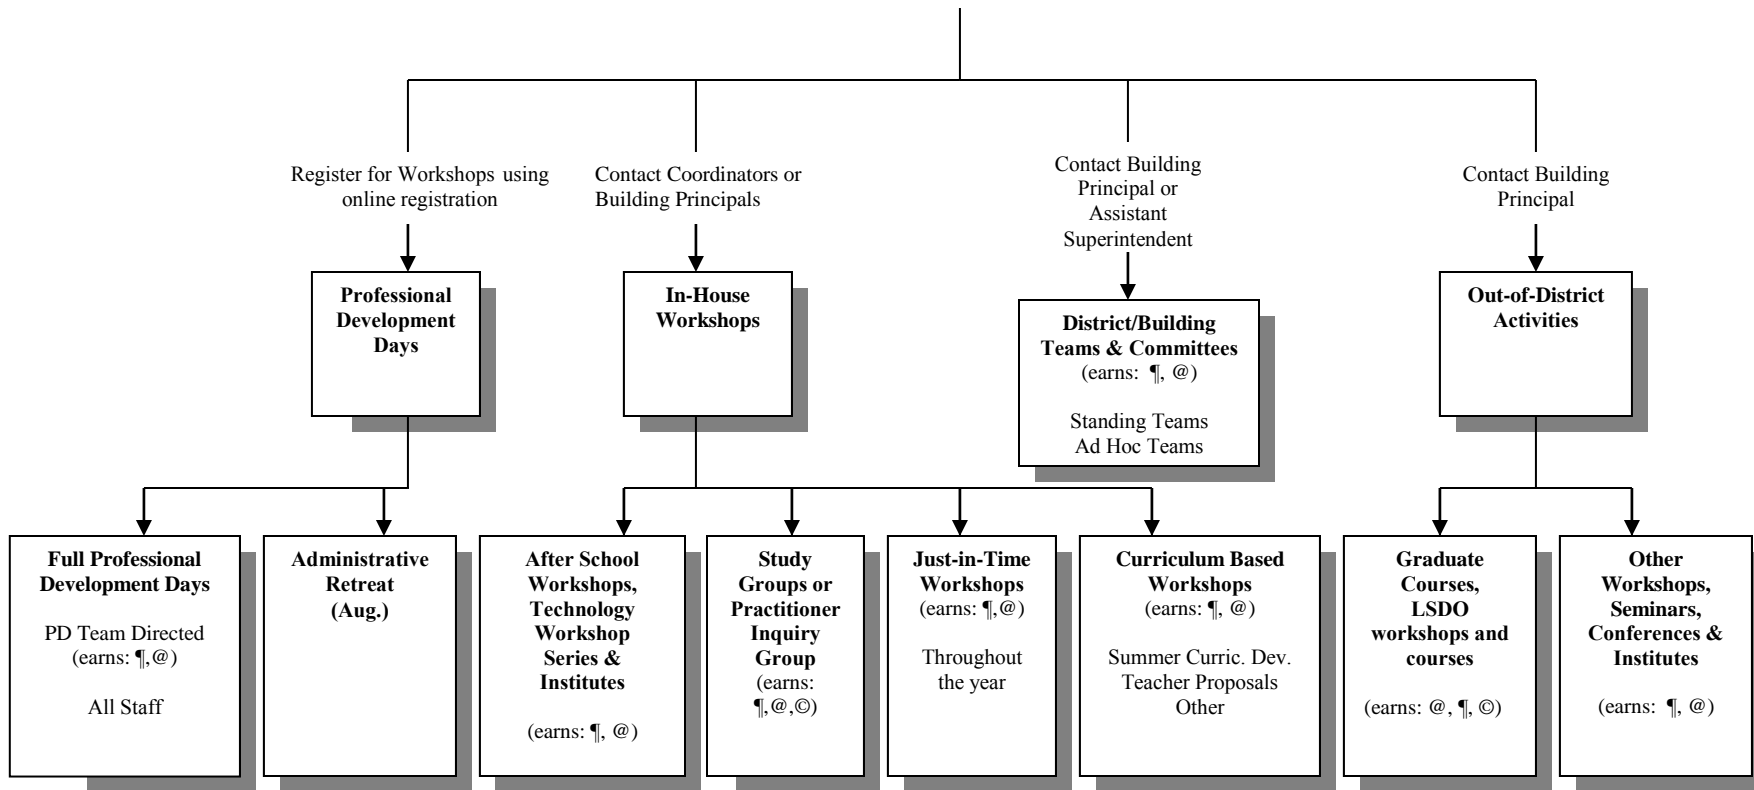 Register for Workshops using
online registration
Contact Coordinators or
Building Principals
Contact Building
Principal or
Assistant
Superintendent
Contact Building
Principal
Professional
Development
Days
In-House
Workshops
District/Building
Teams & Committees
(earns: ¶, @)
Standing Teams
Ad Hoc Teams
Out-of-District
Activities
Full Professional
Development Days
PD Team Directed
(earns: ¶,@)
All Staff
Administrative
Retreat
(Aug.)
After School
Workshops,
Technology
Workshop
Series &
Institutes
(earns: ¶, @)
Study
Groups or
Practitioner
Inquiry
Group
(earns:
¶,@,©)
Just-in-Time
Workshops
(earns: ¶,@)
Throughout
the year
Curriculum Based
Workshops
(earns: ¶, @)
Summer Curric. Dev.
Teacher Proposals
Other
Graduate
Courses,
LSDO
workshops and
courses
(earns: @, ¶, ©)
Other
Workshops,
Seminars,
Conferences &
Institutes
(earns: ¶, @)